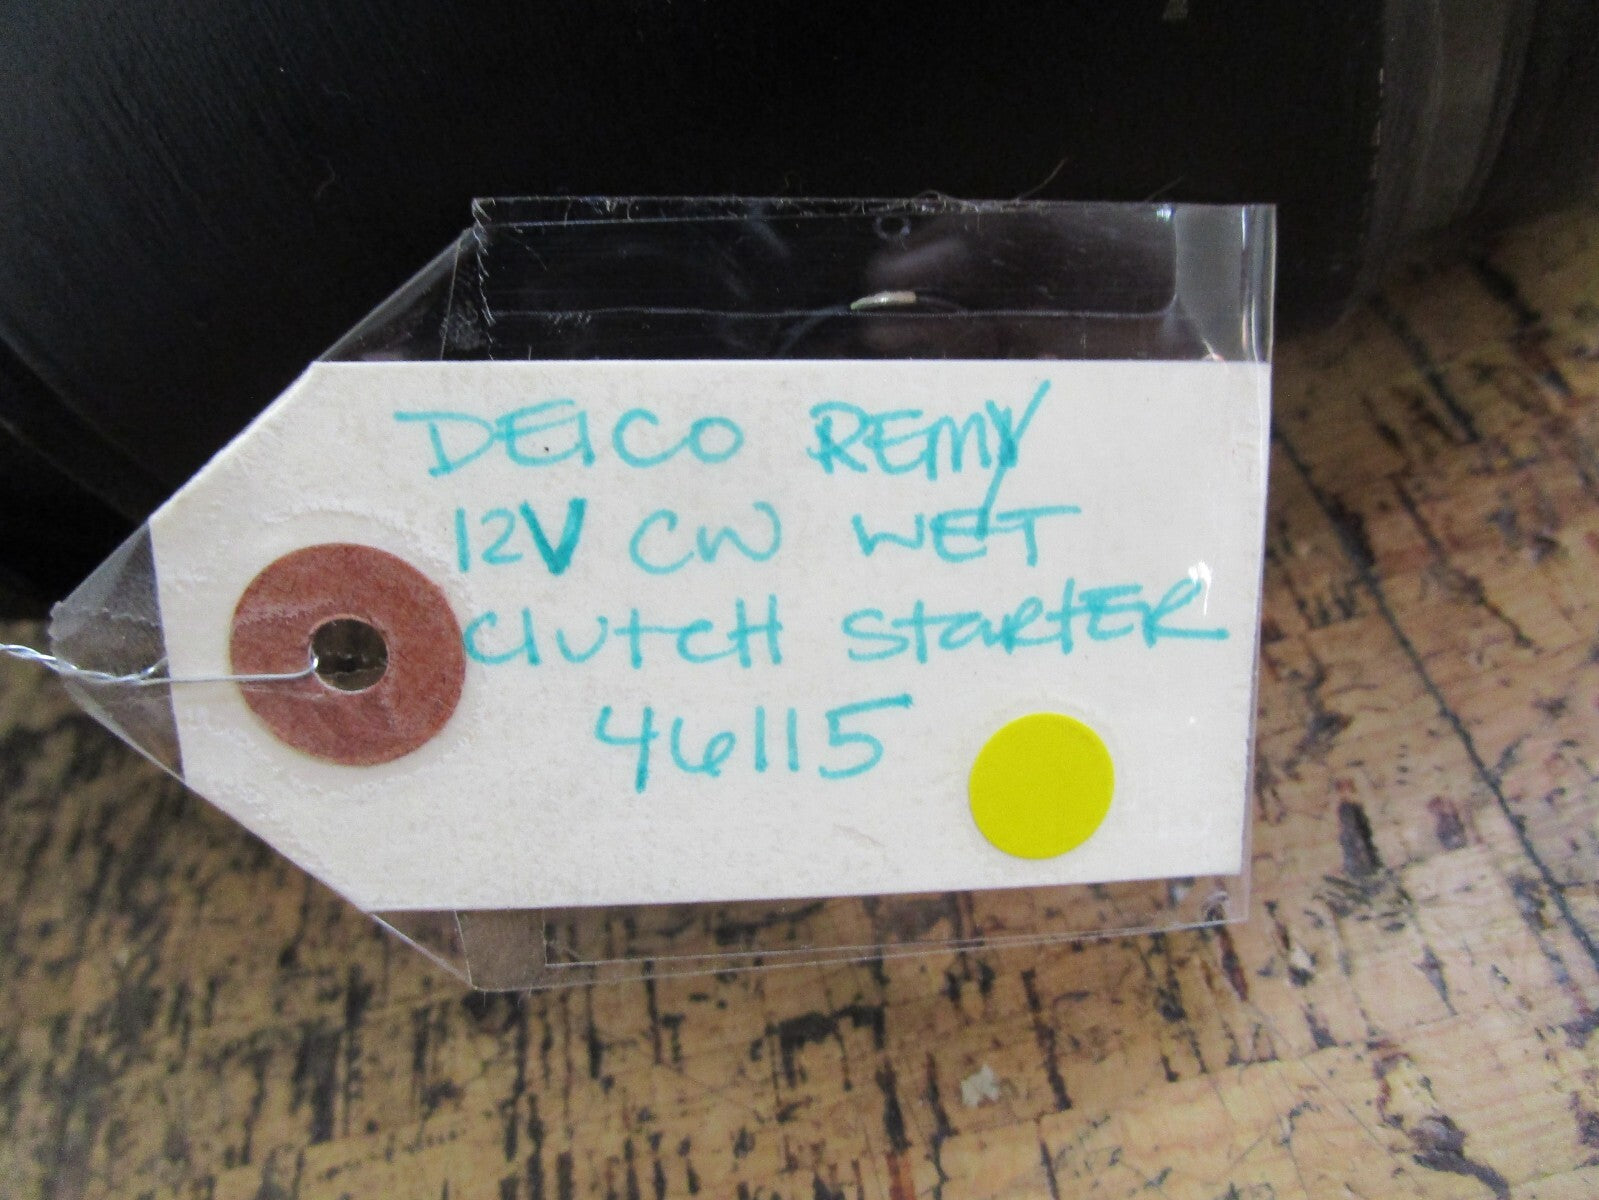 DElCO REMY
12V CW WET
Clutch StarteR
46115